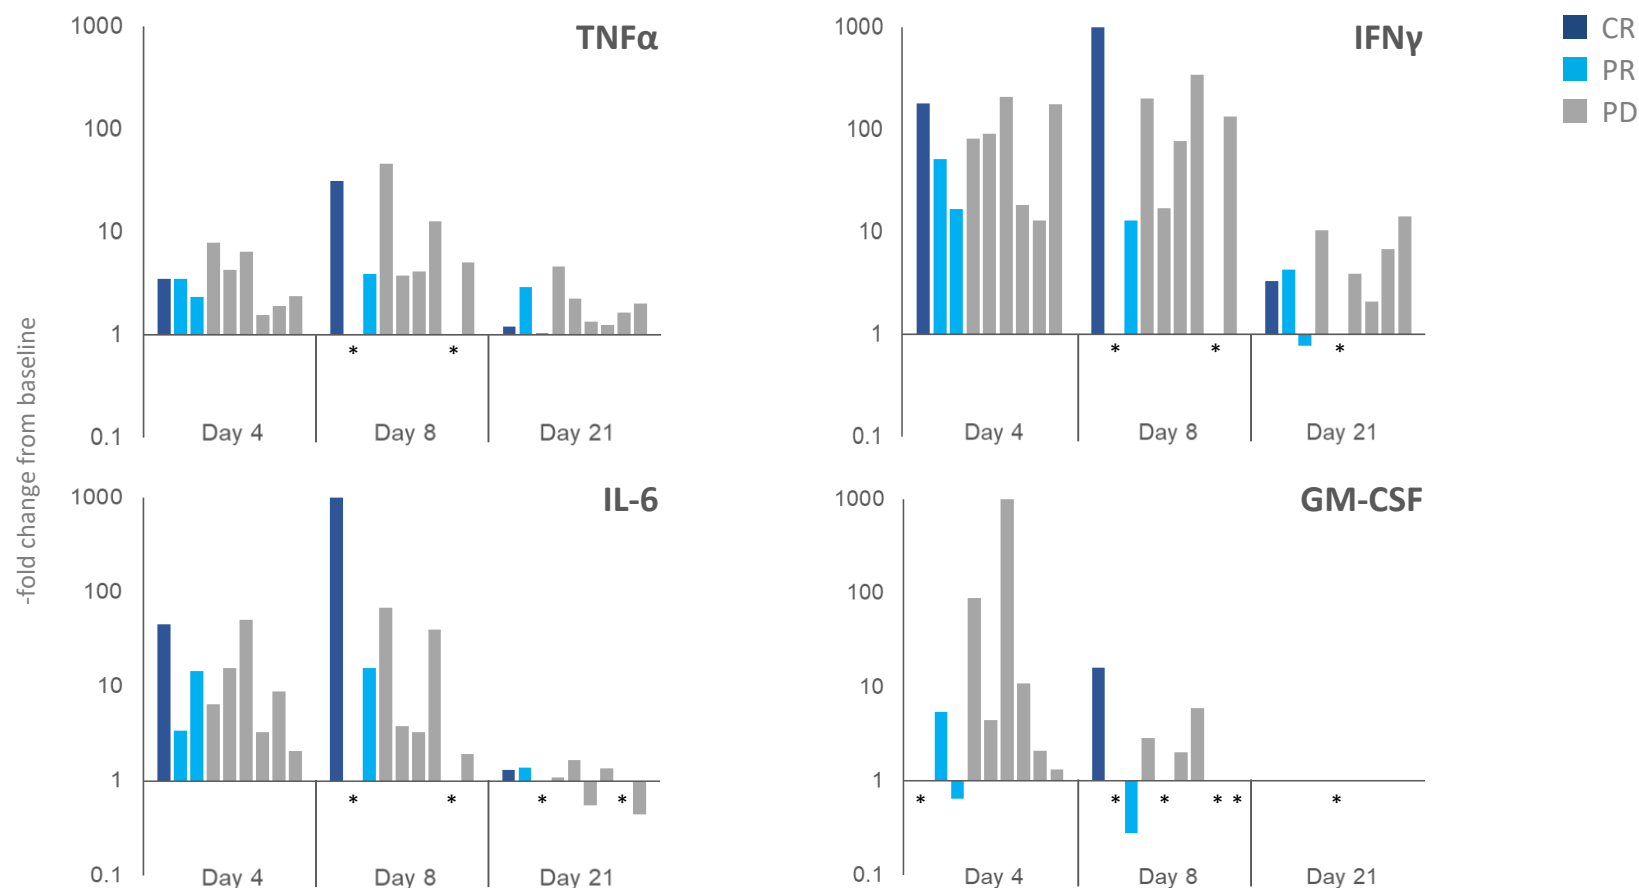 TNFα
1000
100
10
1
0.1
* *
Day 4 Day 8 Day 21
IFNγ
1000
100
10
1
0.1
* * *
Day 4 Day 8 Day 21
CR
PR
PD
-fold change from baseline
IL-6
1000
100
10
1
0.1
* * * *
Day 4 Day 8 Day 21
GM-CSF
1000
100
10
1
0.1
* * * * * *
Day 4 Day 8 Day 21